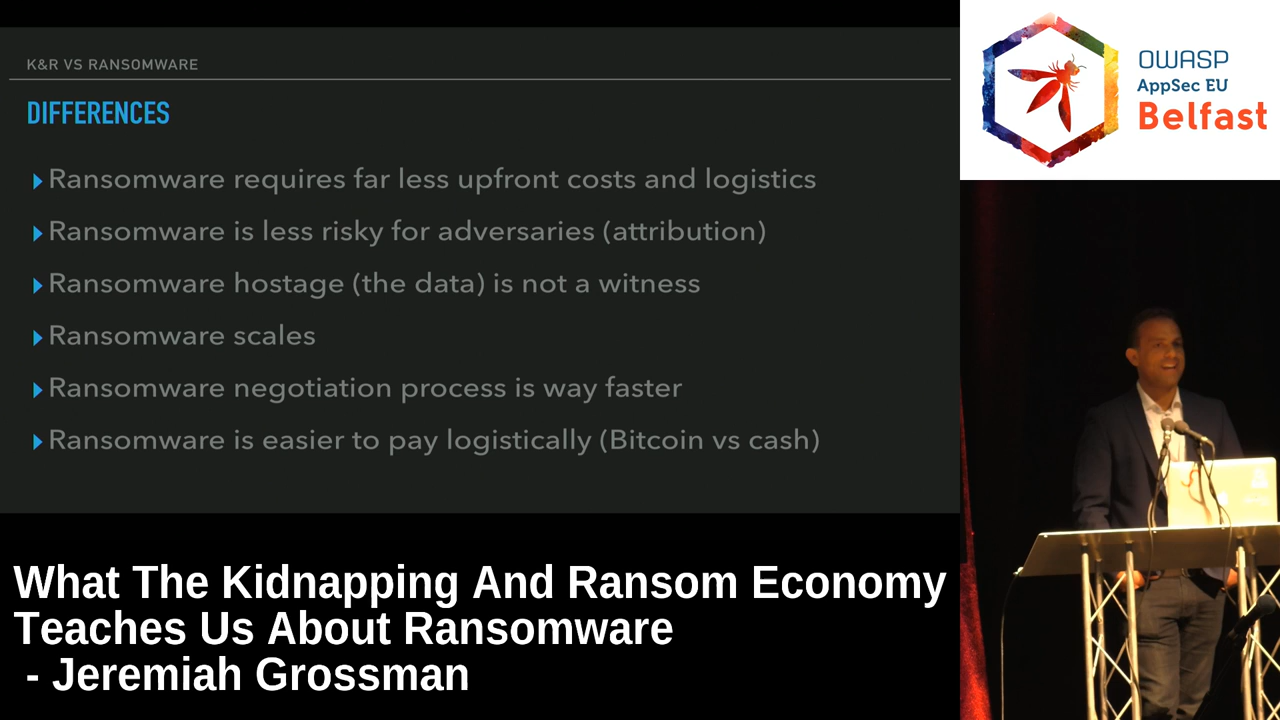 K&R VS RANSOMWARE
DIFFERENCES
Ransomware requires far less upfront costs and logistics
Ransomware is less risky for adversaries (attribution)
Ransomware hostage (the data) is not a witness
Ransomware scales
Ransomware negotiation process is way faster
Ransomware is easier to pay logistically (Bitcoin vs cash)
OWASP
AppSec EU
Belfast
What The Kidnapping And Ransom Economy
Teaches Us About Ransomware
- Jeremiah Grossman